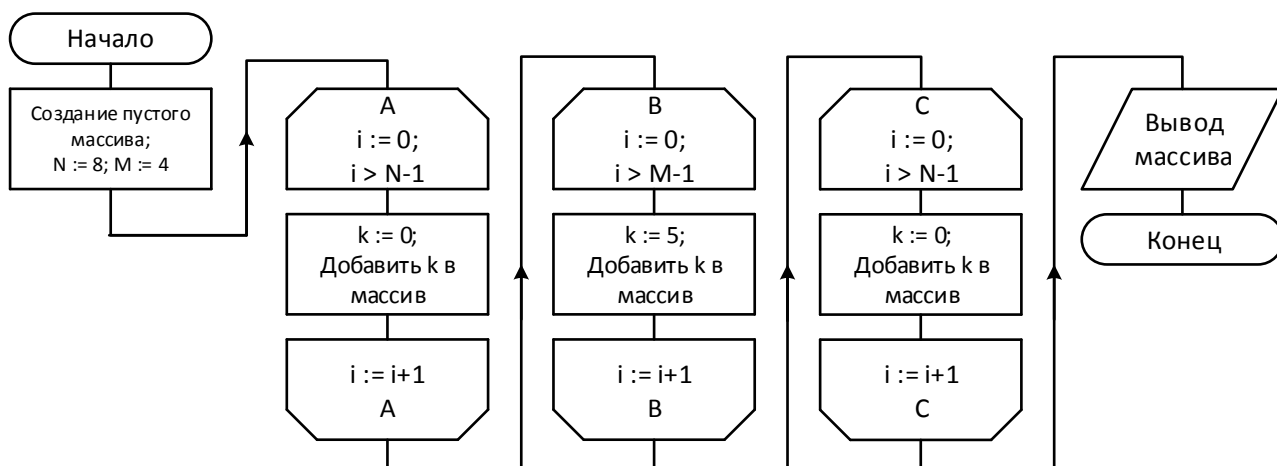 Начало
Создание пустого
массива;
N := 8; M := 4
A
i := 0;
i > N-1
k := 0;
Добавить k в
массив
i := i+1
A
B
i := 0;
i > M-1
k := 5;
Добавить k в
массив
i := i+1
B
C
i := 0;
i > N-1
k := 0;
Добавить k в
массив
i := i+1
C
Вывод
массива
Конец